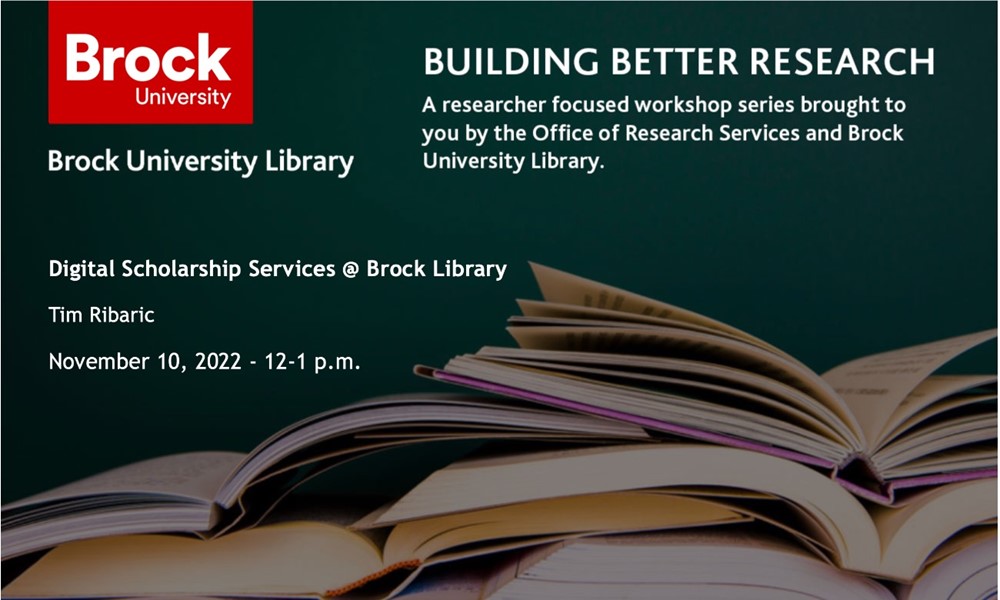 Brock
University
Brock University Library
BUILDING BETTER RESEARCH
A researcher focused workshop series brought to
you by the Office of Research Services and Brock
University Library.
Digital Scholarship Services @ Brock Library
Tim Ribaric
November 10, 2022 - 12-1 p.m.